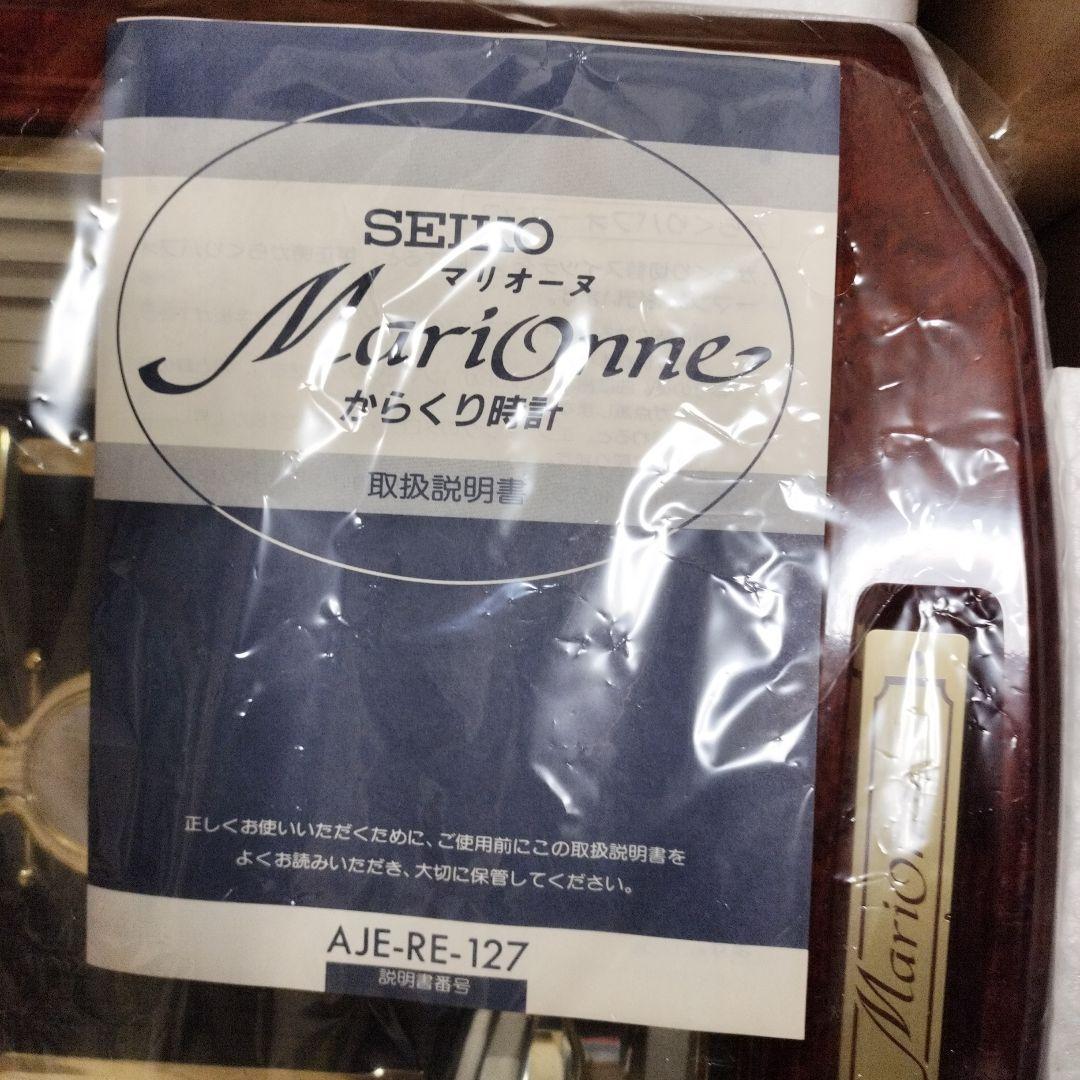 SEIKO
マリオーヌ
Marionne
からくり時計
取扱説明書
正しくお使いいただくために、ご使用前にこの取扱説明書を
よくお読みいただき、大切に保管してください。
AJE-RE-127
説明書番号
Marion